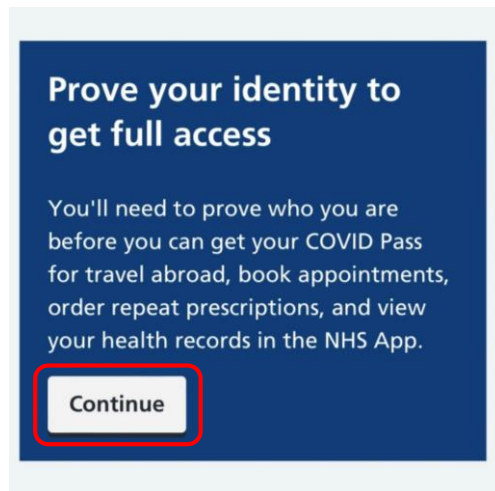 Prove your identity to
get full access
You'll need to prove who you are
before you can get your COVID Pass
for travel abroad, book appointments,
order repeat prescriptions, and view
your health records in the NHS App.
Continue